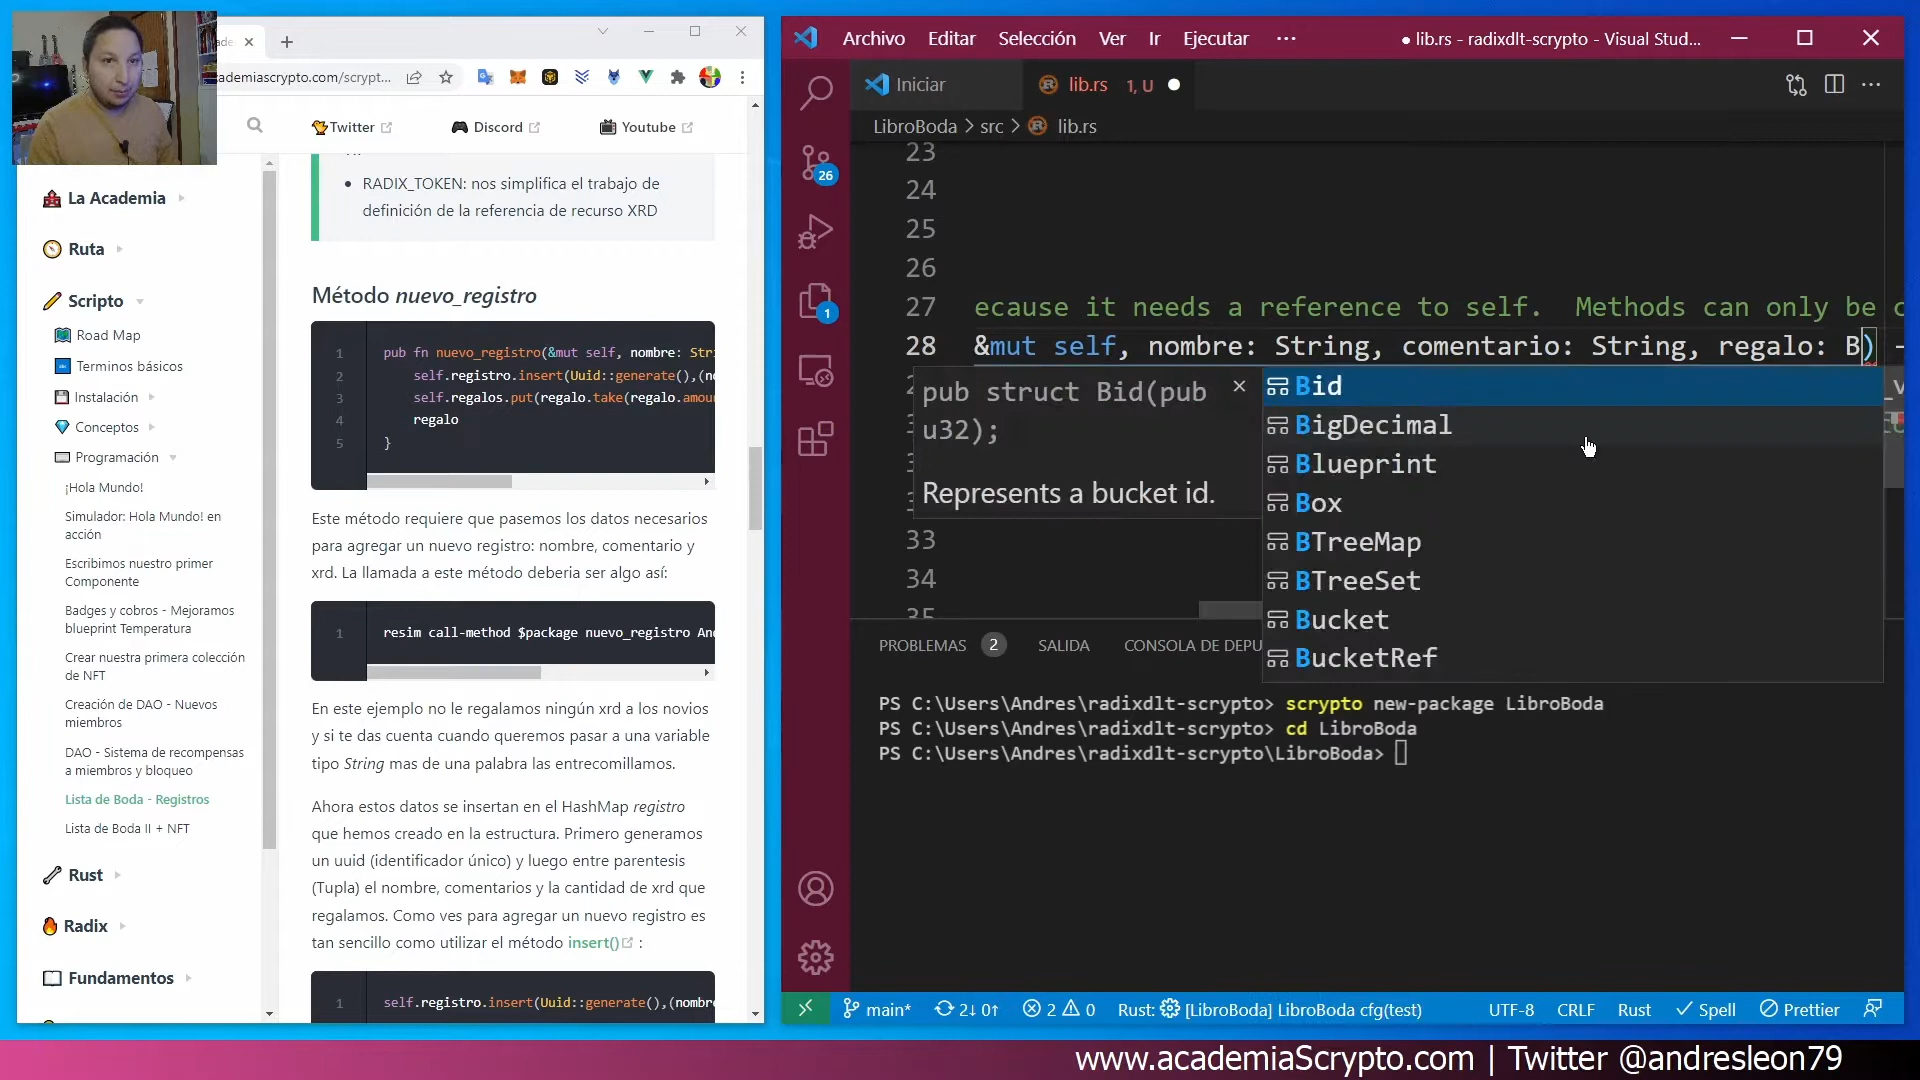 ademiascrypto.com/scrypt...
Twitter
Discord
Youtube
La Academia
Ruta
Scripto
Road Map
Terminos básicos
Instalación
Conceptos
Programación
¡Hola Mundo!
Simulador: Hola Mundo! en
acción
Escribimos nuestro primer
Componente
Badges y cobros - Mejoramos
blueprint Temperatura
Crear nuestra primera colección
de NFT
Creación de DAO - Nuevos
miembros
DAO - Sistema de recompensas
a miembros y bloqueo
Lista de Boda - Registros
Lista de Boda II + NFT
Rust
Radix
Fundamentos
• RADIX_TOKEN: nos simplifica el trabajo de
definición de la referencia de recurso XRD
Método nuevo_registro
1 pub fn nuevo_registro(&mut self, nombre: Stri
2 self.registro.insert(Uuid::generate(),(no
3 self.regalos.put(regalo.take(regalo.amou
4 regalo
5 }
Este método requiere que pasemos los datos necesarios
para agregar un nuevo registro: nombre, comentario y
xrd. La llamada a este método deberia ser algo así:
1 resim call-method $package nuevo_registro And
En este ejemplo no le regalamos ningún xrd a los novios
y si te das cuenta cuando queremos pasar a una variable
tipo String mas de una palabra las entrecomillamos.
Ahora estos datos se insertan en el HashMap registro
que hemos creado en la estructura. Primero generamos
un uuid (identificador único) y luego entre parentesis
(Tupla) el nombre, comentarios y la cantidad de xrd que
regalamos. Como ves para agregar un nuevo registro es
tan sencillo como utilizar el método insert() :
1 self.registro.insert(Uuid::generate(),(nombre
Archivo Editar Selección Ver Ir Ejecutar ···
● lib.rs - radixdlt-scrypto - Visual Stud...
Iniciar
lib.rs 1, U
LibroBoda > src > lib.rs
26
1
23
24
25
26
27 ecause it needs a reference to self. Methods can only be c
28 &mut self, nombre: String, comentario: String, regalo: B) -
pub struct Bid(pub
u32);
Represents a bucket id.
Bid
BigDecimal
Blueprint
Box
BTreeMap
BTreeSet
Bucket
BucketRef
33
34
35
PROBLEMAS 2 SALIDA CONSOLA DE DEPU
PS C:\Users\Andres\radixdlt-scrypto> scrypto new-package LibroBoda
PS C:\Users\Andres\radixdlt-scrypto> cd LibroBoda
PS C:\Users\Andres\radixdlt-scrypto\LibroBoda>
main* 2↓ 0↑ 2 0 Rust: [LibroBoda] LibroBoda cfg(test) UTF-8 CRLF Rust Spell Prettier
www.academiaScrypto.com | Twitter @andresleon79